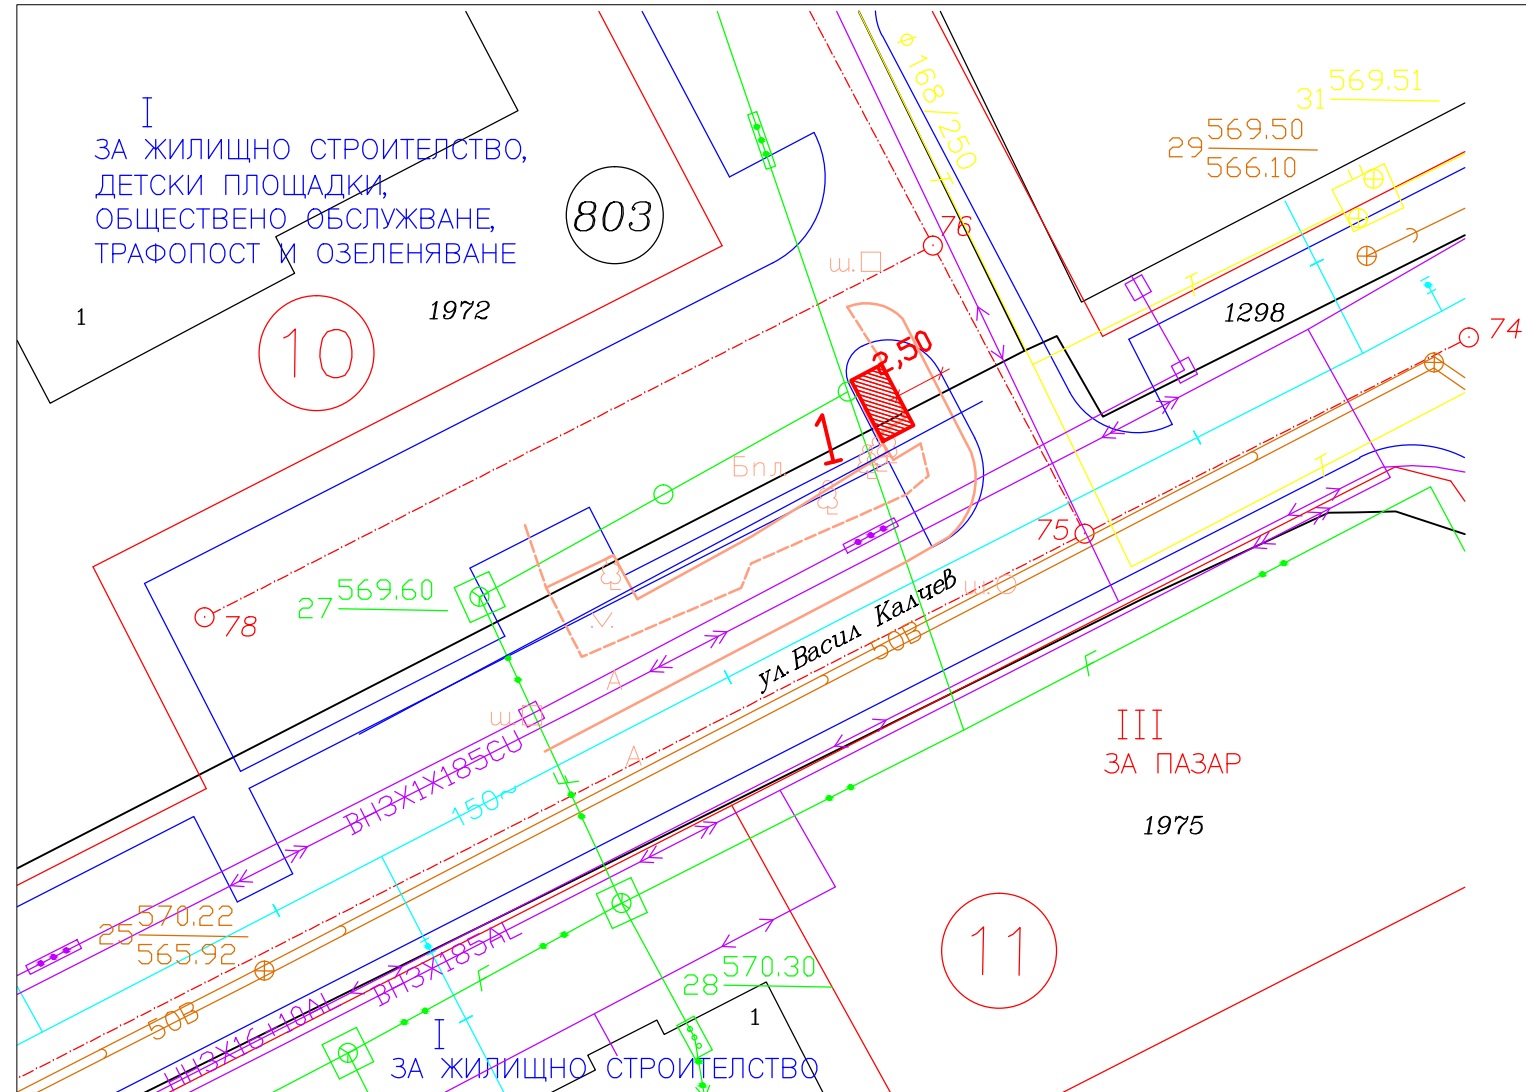 I
ЗА ЖИЛИЩНО СТРОИТЕЛСТВО,
ДЕТСКИ ПЛОЩАДКИ,
ОБЩЕСТВЕНО ОБСЛУЖВАНЕ,
ТРАФОПОСТ И ОЗЕЛЕНЯВАНЕ
803
1
10
1972
ф 168/250
Т
31 569.51
29 569.50
566.10
76
ш.
1298
74
2,50
1
Бпл
Т
Т
75
27 569.60
78
ш.
ул. Васил Калчев
50В
А
А
ш.
ВН3Х1Х185CU
150~
III
ЗА ПАЗАР
1975
11
25 570.22
565.92
ВН3Х185AL
НН3Х16+10AL
50В
28 570.30
1
I
ЗА ЖИЛИЩНО СТРОИТЕЛСТВО